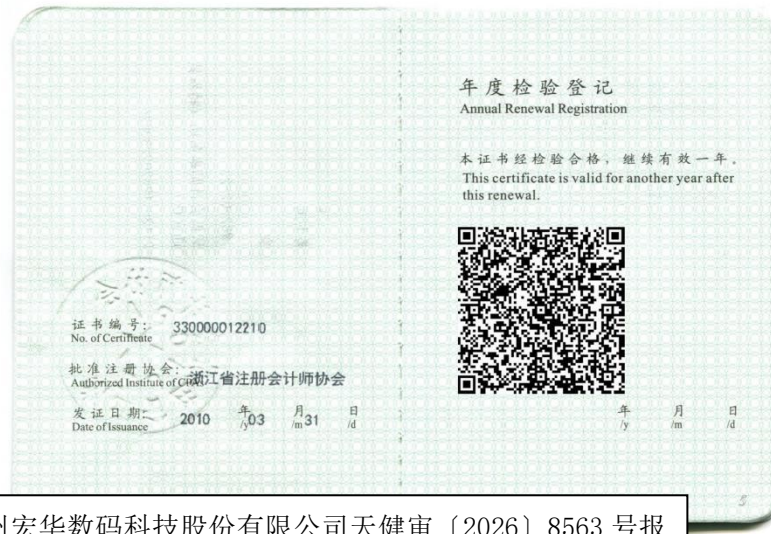 证书编号:
No. of Certificate
330000012210
批准注册协会:
Authorized Institute of CPAs
浙江省注册会计师协会
发证日期:
Date of Issuance
2010 年 03 月 31 日
/y /m /d
年度检验登记
Annual Renewal Registration
本证书经检验合格，继续有效一年。
This certificate is valid for another year after
this renewal.
年 月 日
/y /m /d
5
州宏华数码科技股份有限公司天健审〔2026〕8563号报